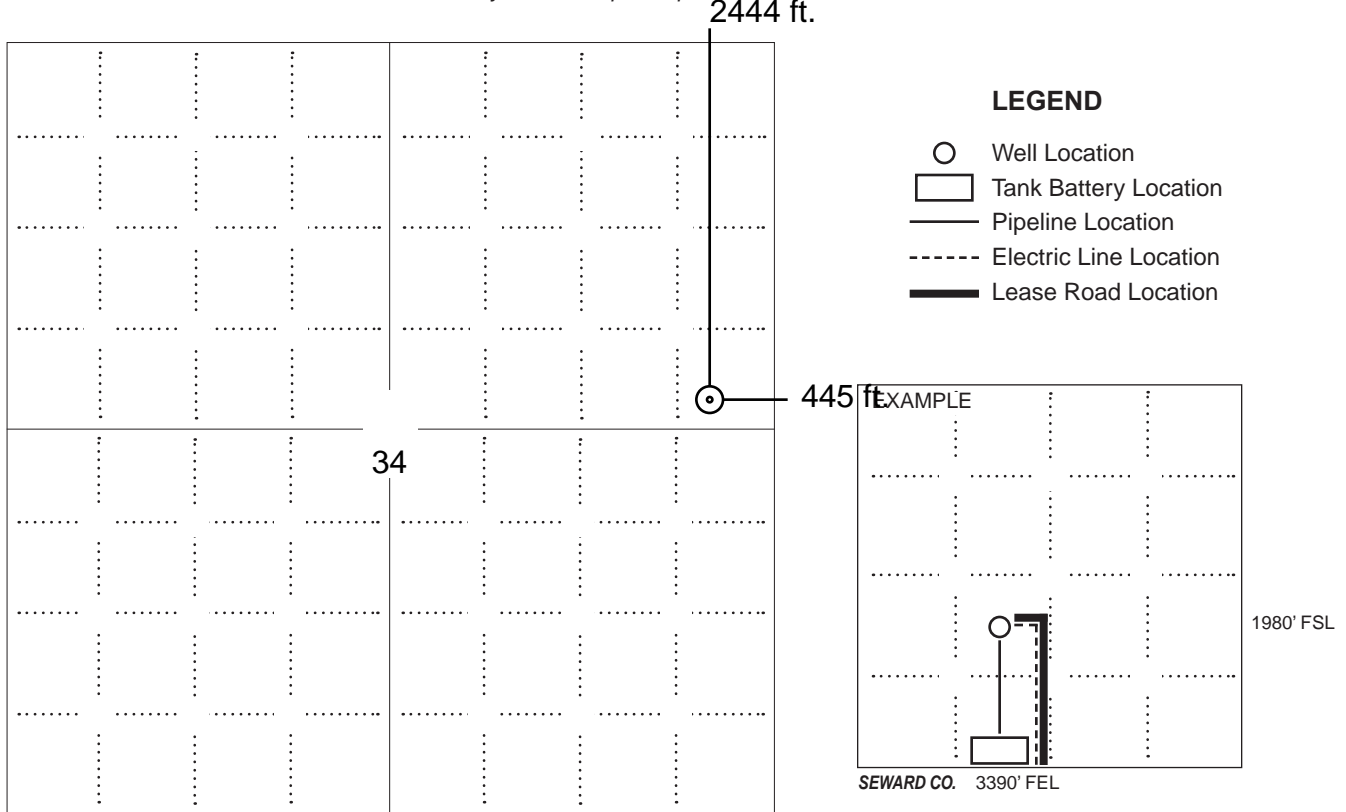 2444 ft.
LEGEND
Well Location
Tank Battery Location
Pipeline Location
Electric Line Location
Lease Road Location
445 ft.
EXAMPLE
34
1980' FSL
SEWARD CO. 3390' FEL